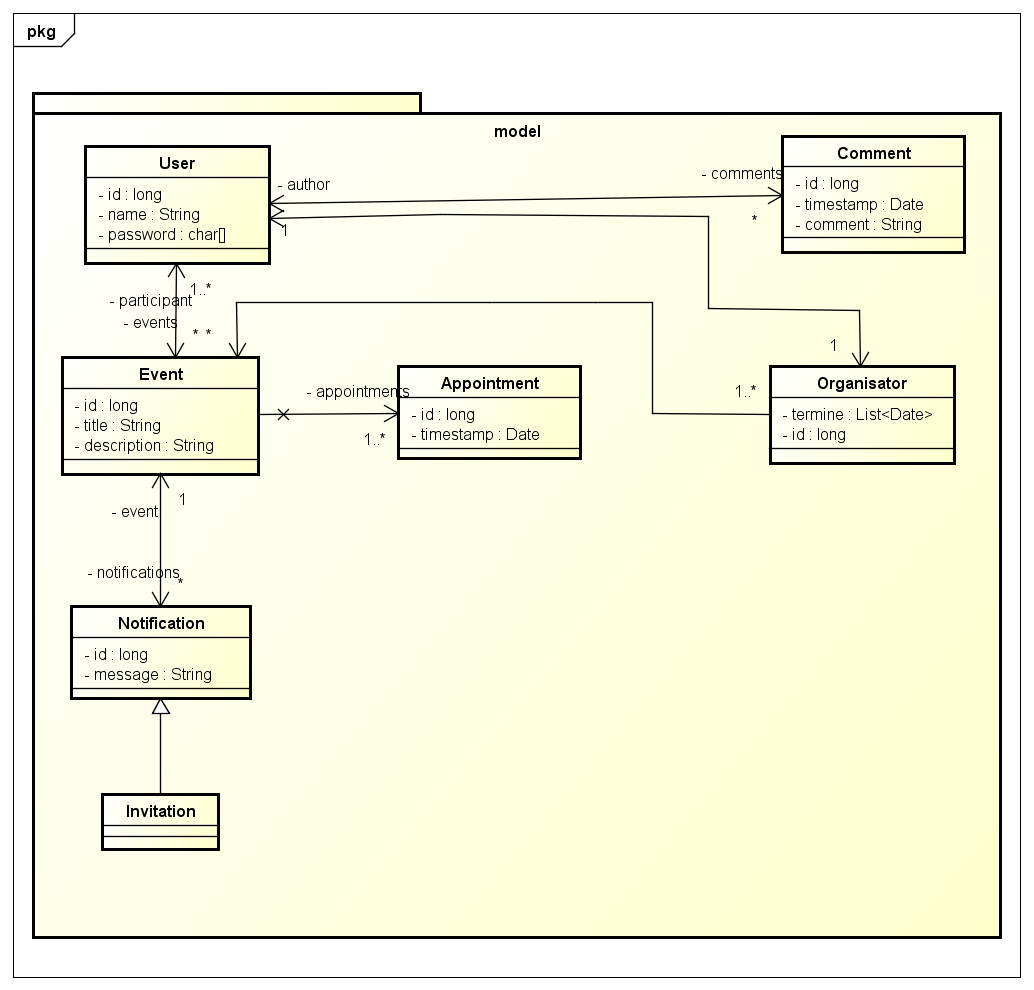 pkg
model
User
- id : long
- name : String
- password : char[]
- author
1
- comments
*
Comment
- id : long
- timestamp : Date
- comment : String
1..*
- participant
- events
* *
Event
- id : long
- title : String
- description : String
- appointments
1..*
Appointment
- id : long
- timestamp : Date
1
1..*
Organisator
- termine : List<Date>
- id : long
1
- event
- notifications
*
Notification
- id : long
- message : String
Invitation